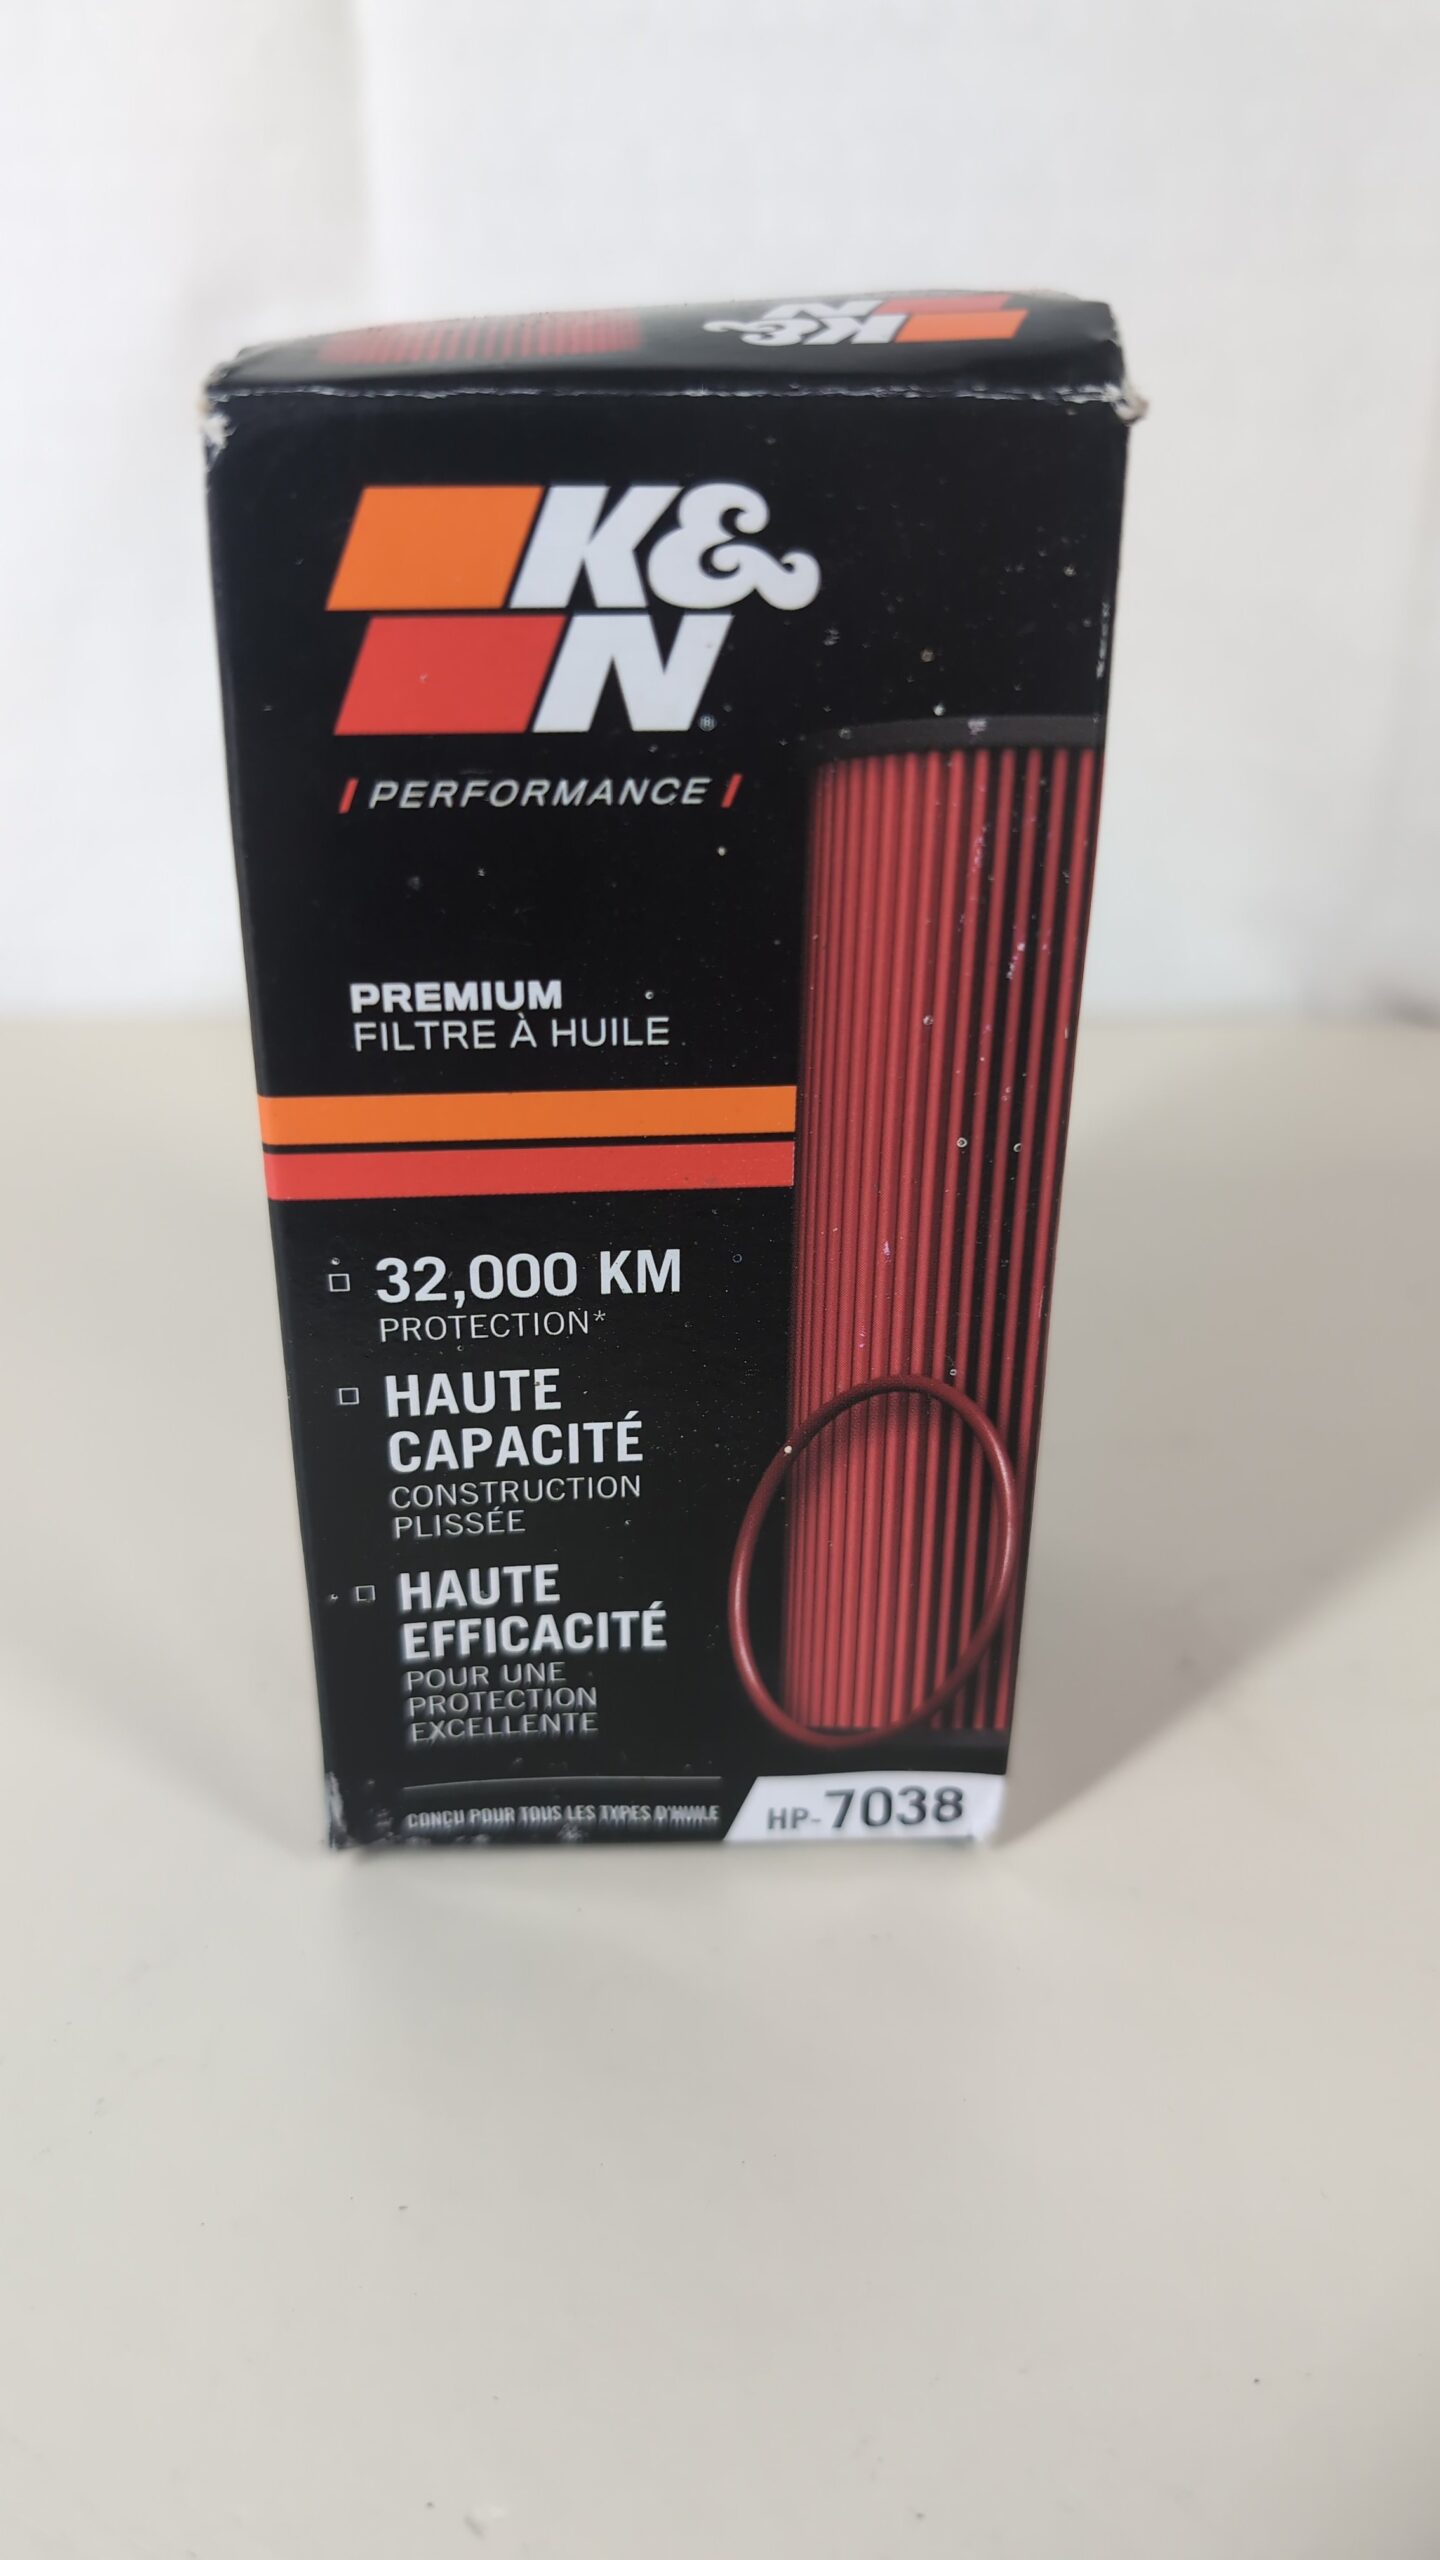 K&N
K&
N®
/ PERFORMANCE /
PREMIUM
FILTRE À HUILE
32,000 KM
PROTECTION*
HAUTE
CAPACITÉ
CONSTRUCTION
PLISSÉE
HAUTE
EFFICACITÉ
POUR UNE
PROTECTION
EXCELLENTE
CONÇU POUR TOUS LES TYPES D'HUILE
HP-7038